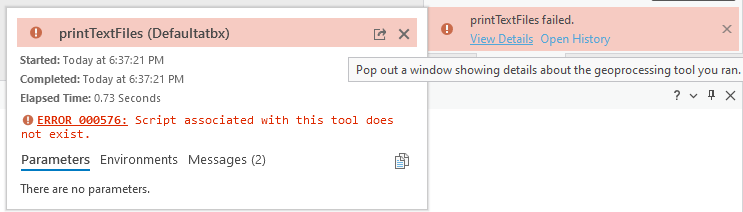 printTextFiles (Defaultatbx)
Started: Today at 6:37:21 PM
Completed: Today at 6:37:21 PM
Elapsed Time: 0.73 Seconds
ERROR 000576: Script associated with this tool does
not exist.
Parameters Environments Messages (2)
There are no parameters.
printTextFiles failed.
View Details Open History
Pop out a window showing details about the geoprocessing tool you ran.